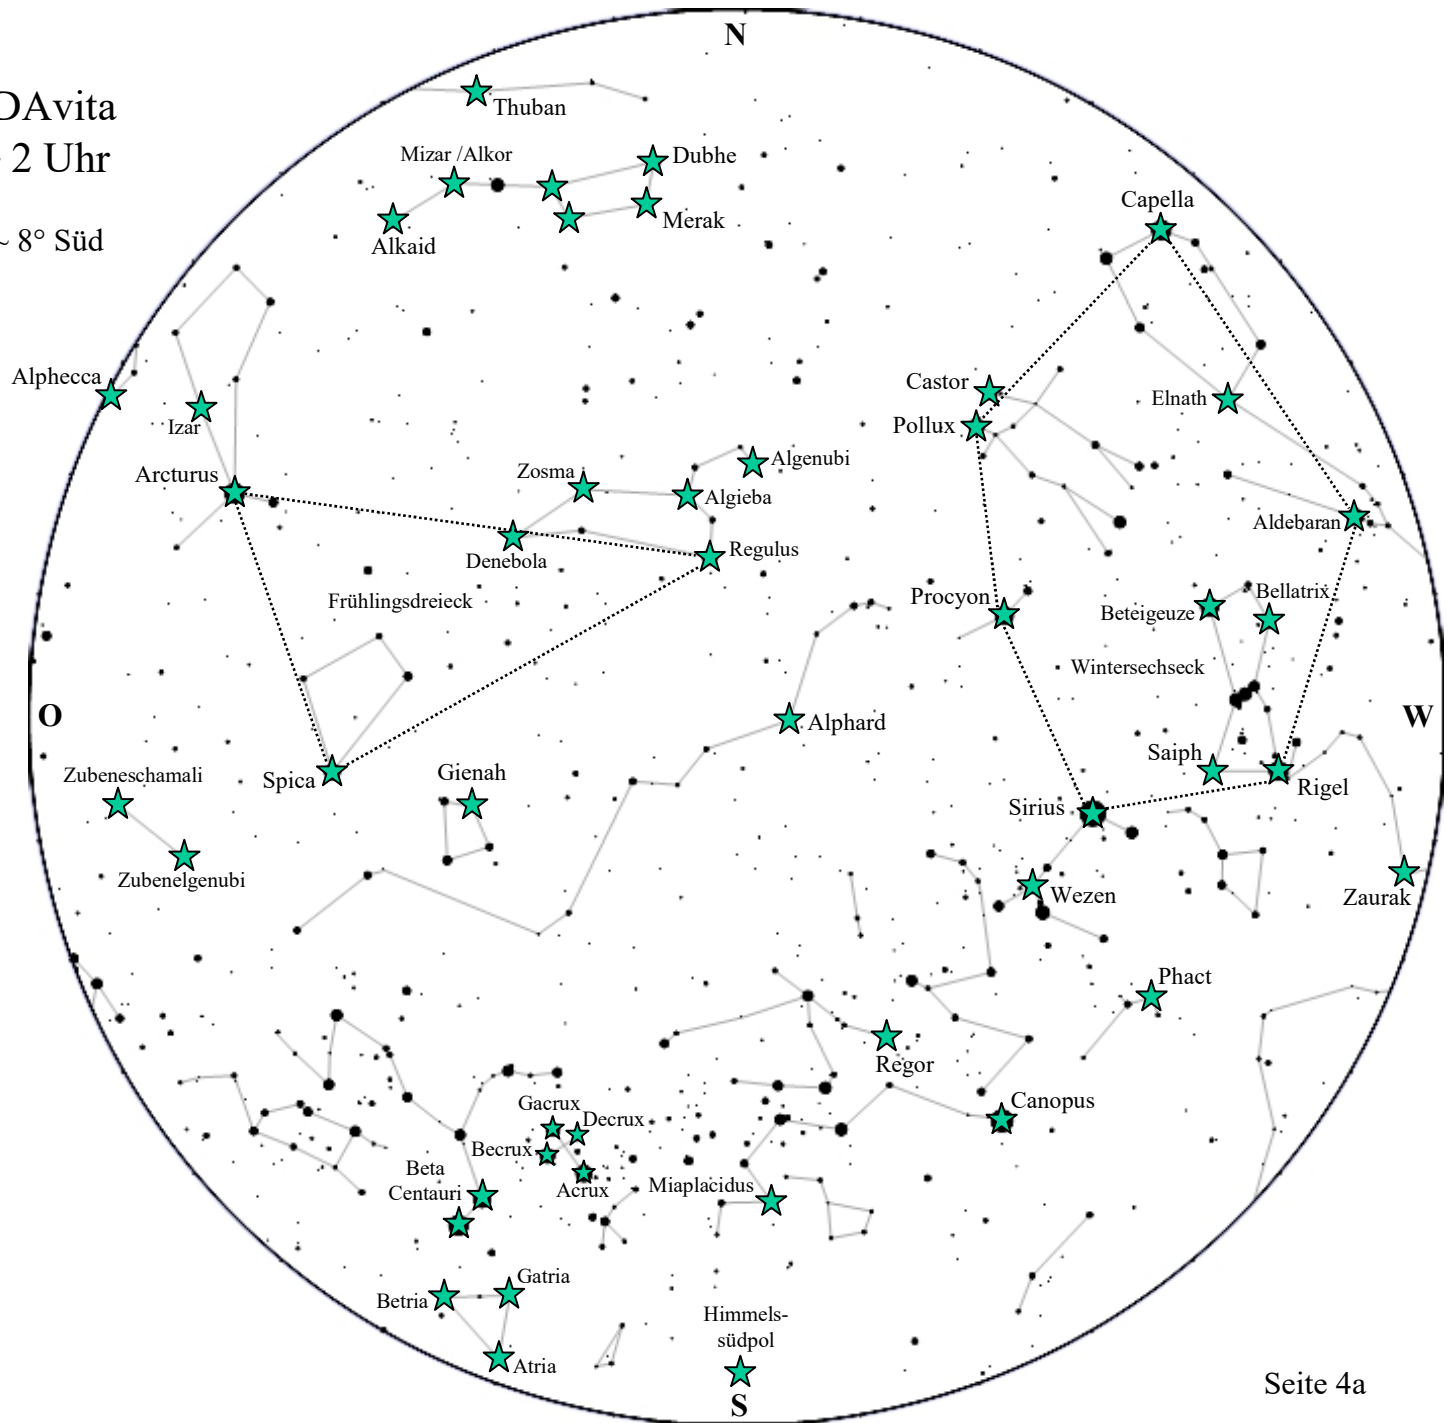 N
DAvita
2 Uhr
~ 8° Süd
Thuban
Mizar /Alkor
Dubhe
Alkaid
Merak
Capella
Alphecca
Izar
Castor
Pollux
Elnath
Arcturus
Zosma
Algenubi
Algieba
Denebola
Regulus
Aldebaran
Frühlingsdreieck
Procyon
Beteigeuze
Bellatrix
Wintersechseck
O
Alphard
W
Zubeneschamali
Spica
Gienah
Saiph
Rigel
Sirius
Zubenelgenubi
Wezen
Zaurak
Phact
Regor
Canopus
Gacrux
Decrux
Becrux
Acrux
Beta
Centauri
Miaplacidus
Gatria
Betria
Atria
Himmels-
südpol
S
Seite 4a